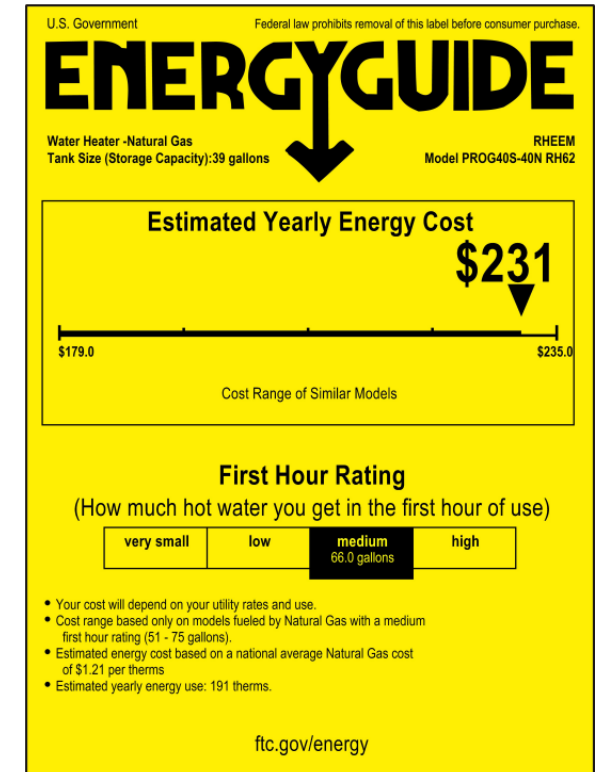 U.S. Government Federal law prohibits removal of this label before consumer purchase.
ENERGYGUIDE
Water Heater -Natural Gas RHEEM
Tank Size (Storage Capacity):39 gallons Model PROG40S-40N RH62
Estimated Yearly Energy Cost
$231
$179.0 $235.0
Cost Range of Similar Models
First Hour Rating
(How much hot water you get in the first hour of use)
very small low medium high
66.0 gallons
• Your cost will depend on your utility rates and use.
• Cost range based only on models fueled by Natural Gas with a medium
first hour rating (51 - 75 gallons).
• Estimated energy cost based on a national average Natural Gas cost
of $1.21 per therms
• Estimated yearly energy use: 191 therms.
ftc.gov/energy